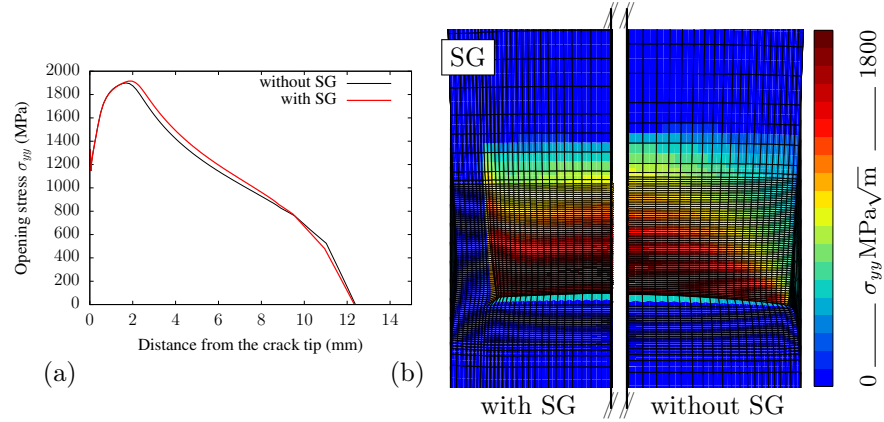 2000
1800
1600
1400
1200
1000
800
600
400
200
0
0 2 4 6 8 10 12 14
Opening stress σyy (MPa)
Distance from the crack tip (mm)
without SG
with SG
(a)
SG
with SG
without SG
(b)
0 σyy MPa√m 1800